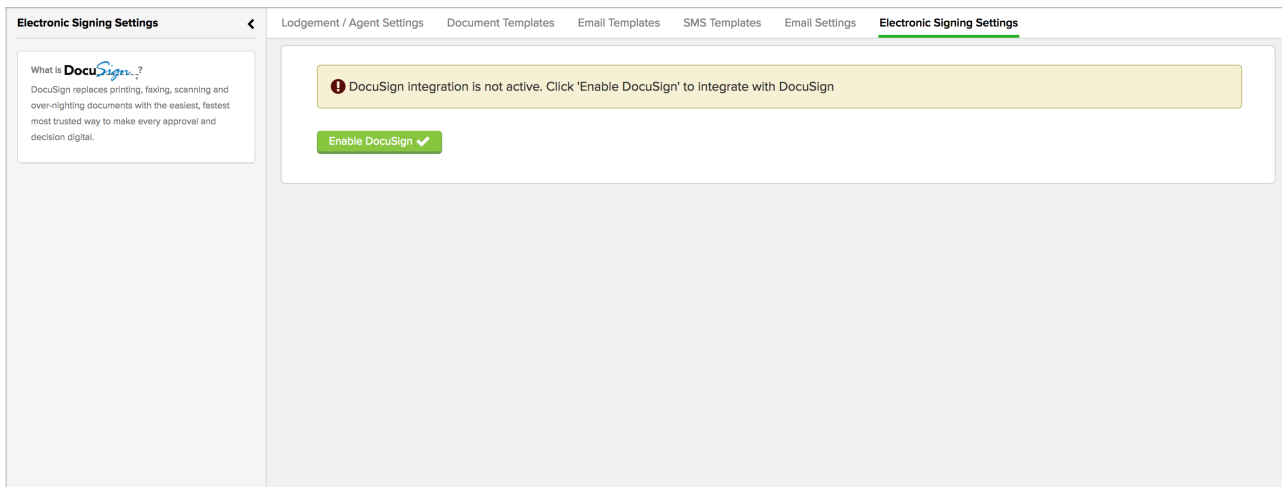 Electronic Signing Settings
Lodgement / Agent Settings Document Templates Email Templates SMS Templates Email Settings Electronic Signing Settings
What is DocuSign ?
DocuSign replaces printing, faxing, scanning and
over-nighting documents with the easiest, fastest
most trusted way to make every approval and
decision digital.
DocuSign integration is not active. Click 'Enable DocuSign' to integrate with DocuSign
Enable DocuSign